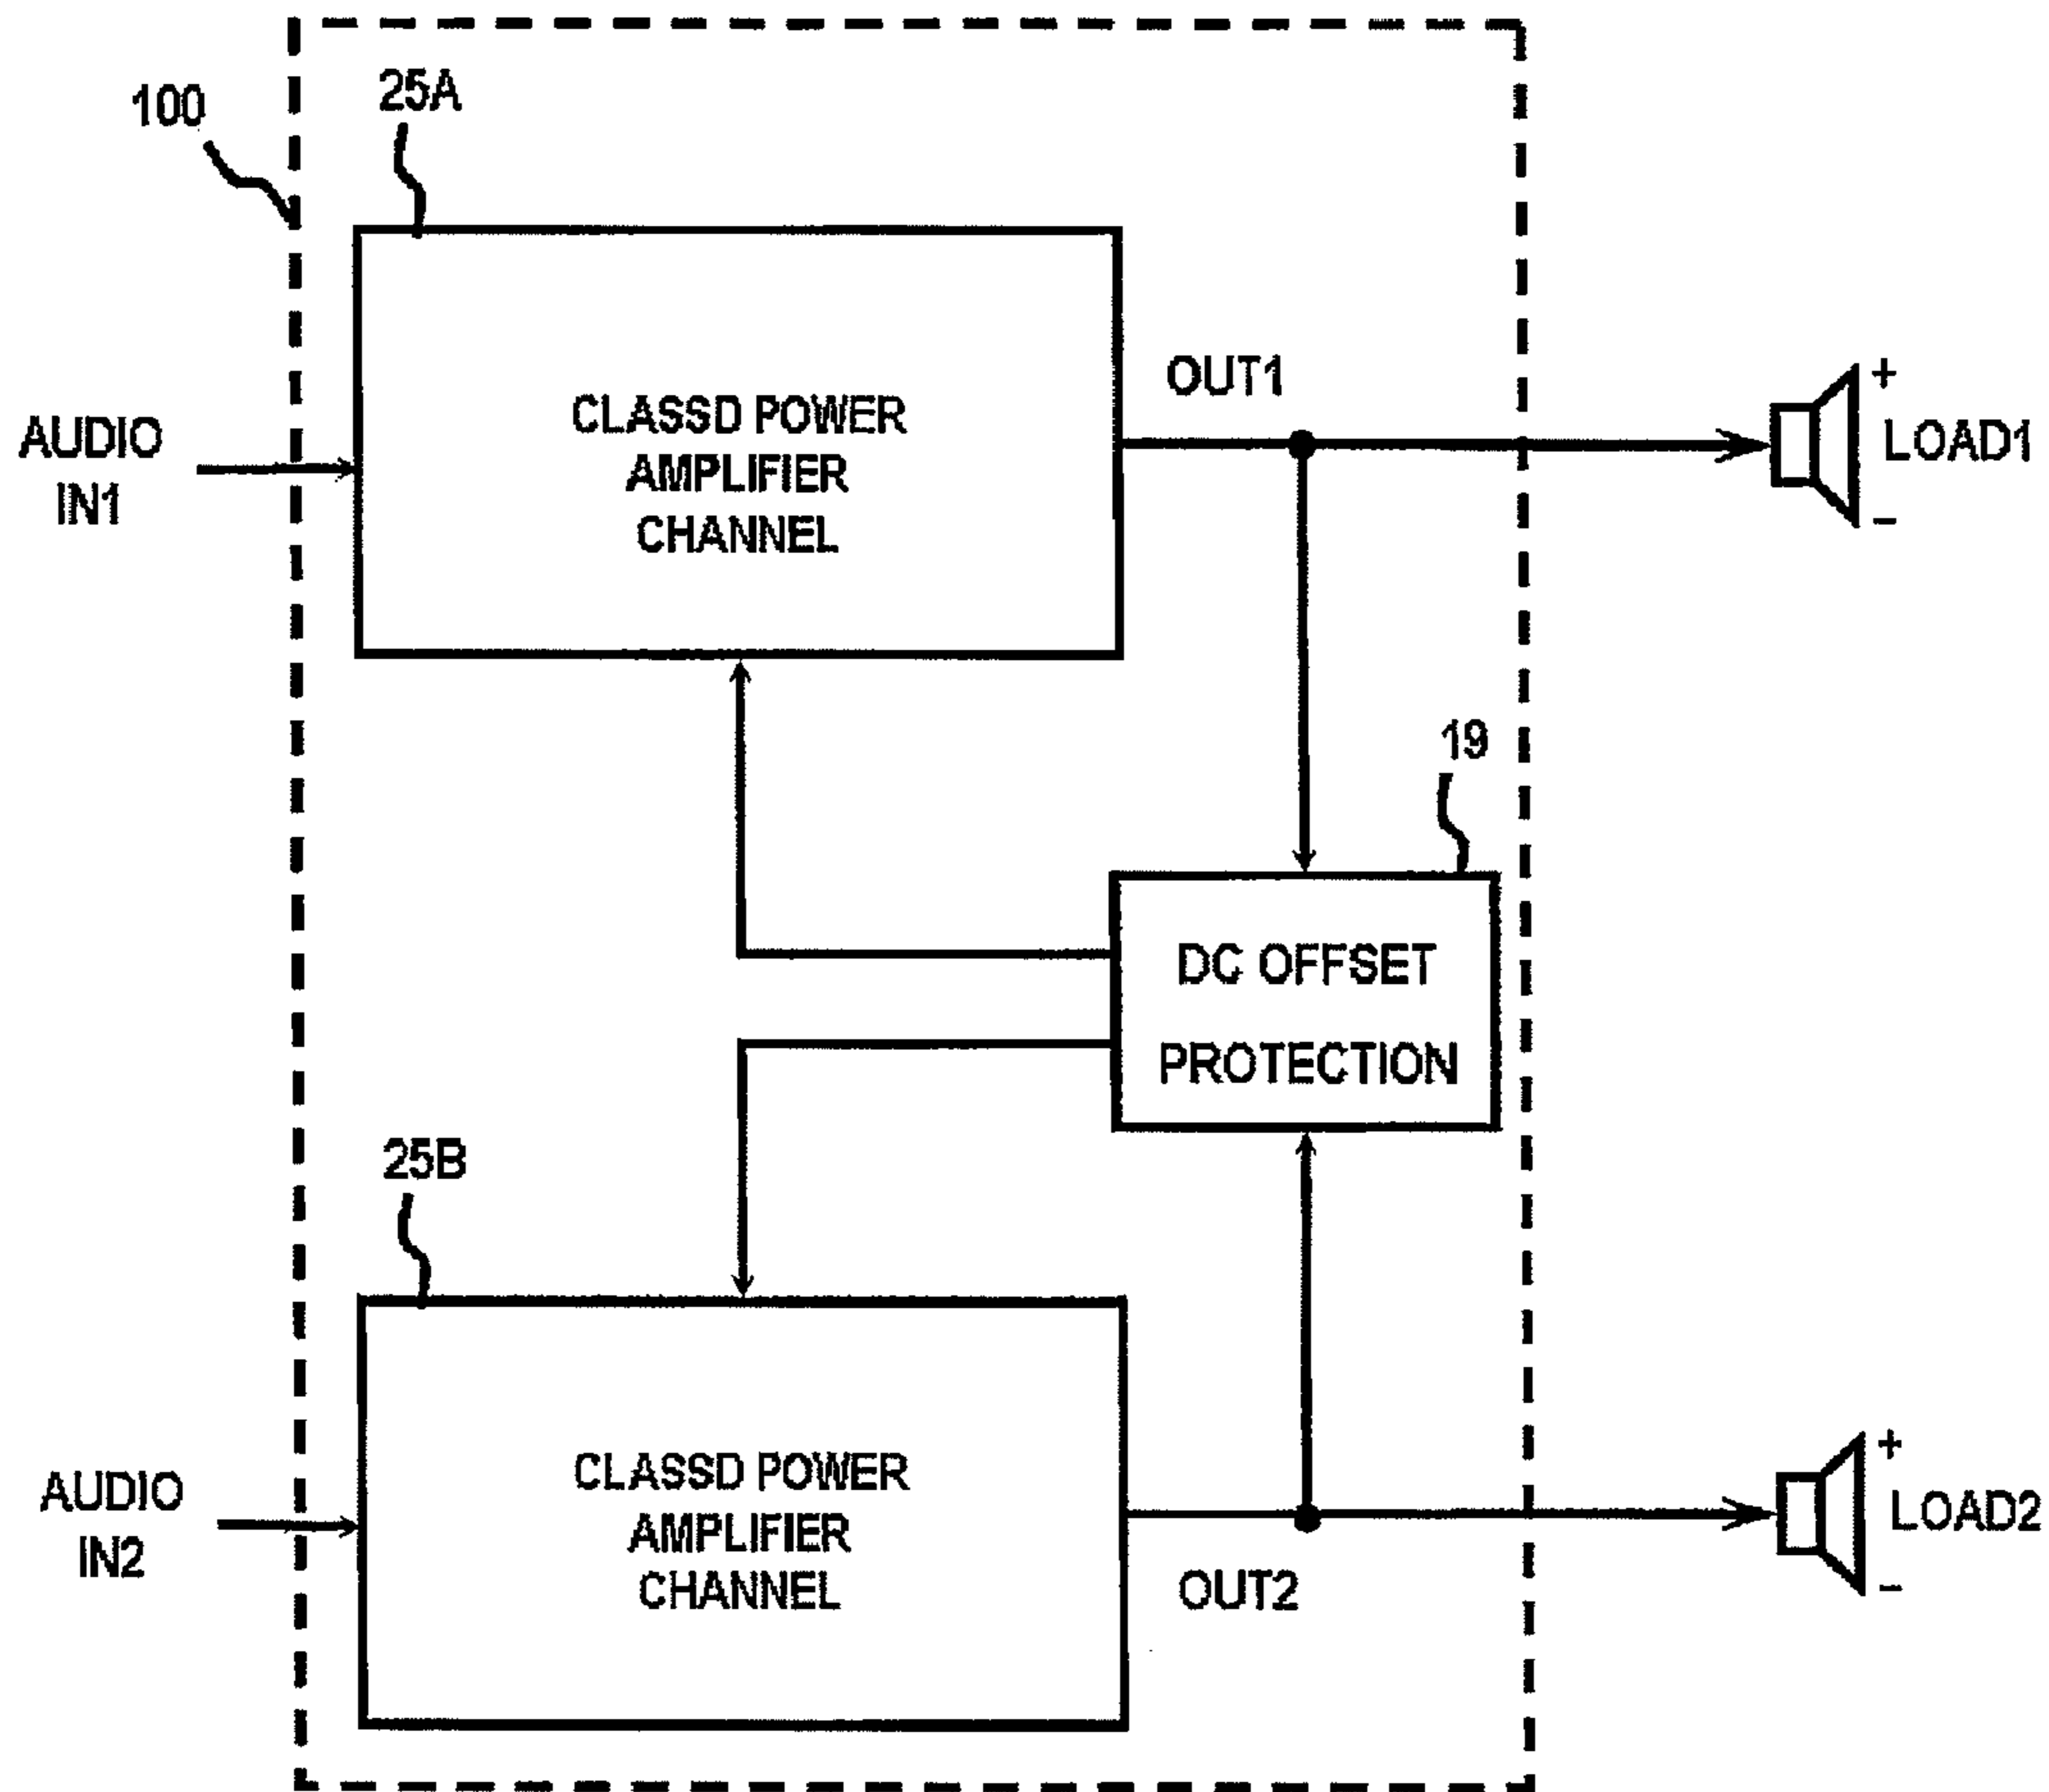 100
25A
AUDIO
IN1
CLASSD POWER
AMPLIFIER
CHANNEL
OUT1
+
LOAD1
−
19
DC OFFSET
PROTECTION
25B
AUDIO
IN2
CLASSD POWER
AMPLIFIER
CHANNEL
OUT2
+
LOAD2
−